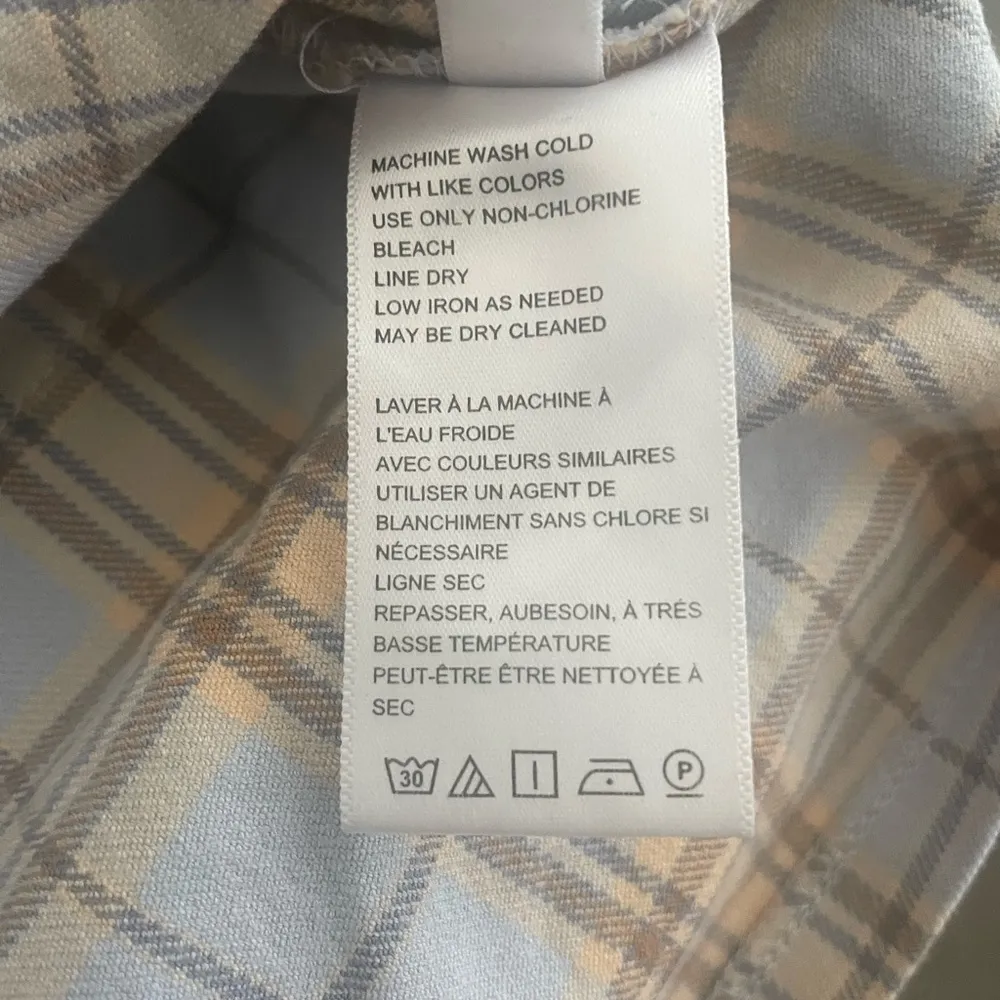 MACHINE WASH COLD
WITH LIKE COLORS
USE ONLY NON-CHLORINE
BLEACH
LINE DRY
LOW IRON AS NEEDED
MAY BE DRY CLEANED
LAVER À LA MACHINE À
L'EAU FROIDE
AVEC COULEURS SIMILAIRES
UTILISER UN AGENT DE
BLANCHIMENT SANS CHLORE SI
NÉCESSAIRE
LIGNE SEC
REPASSER, AUBESOIN, À TRÉS
BASSE TEMPÉRATURE
PEUT-ÊTRE ÊTRE NETTOYÉE À
SEC
30 P